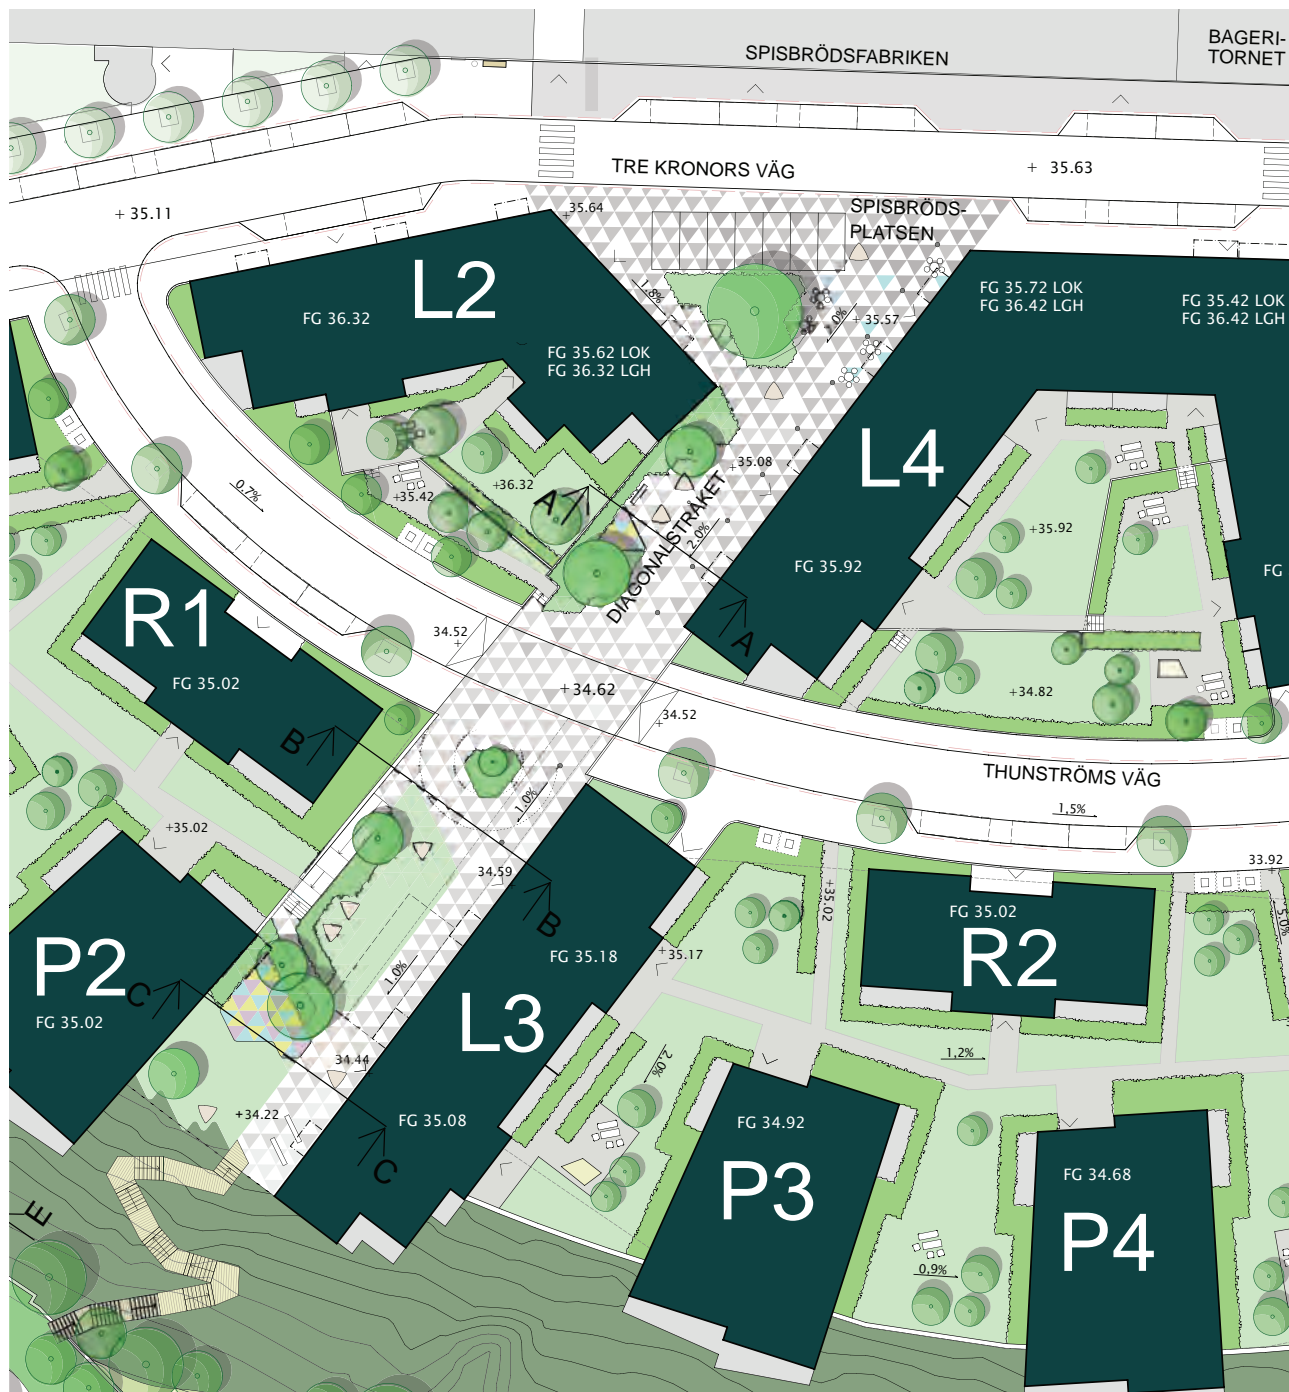 SPISBRÖDSFABRIKEN
BAGERI-
TORNET
TRE KRONORS VÄG
+ 35.63
+ 35.11
+35.64
SPISBRÖDS-
PLATSEN
L2
FG 36.32
FG 35.62 LOK
FG 36.32 LGH
1.8%
2.0%
+35.57
FG 35.72 LOK
FG 36.42 LGH
FG 35.42 LOK
FG 36.42 LGH
L4
+35.08
+35.42
+36.32
A
0.7%
DIAGONALSTRÅKET
2.0%
FG 35.92
+35.92
FG
R1
FG 35.02
34.52
+34.62
A
+34.82
34.52
B
THUNSTRÖMS VÄG
1,5%
1.0%
+35.02
34.59
33.92
B
P2
FG 35.02
C
1.0%
FG 35.18
+35.17
+35.02
FG 35.02
R2
5.0%
L3
34.44
2.0%
1,2%
+34.22
FG 35.08
C
FG 34.92
P3
FG 34.68
P4
E
0,9%